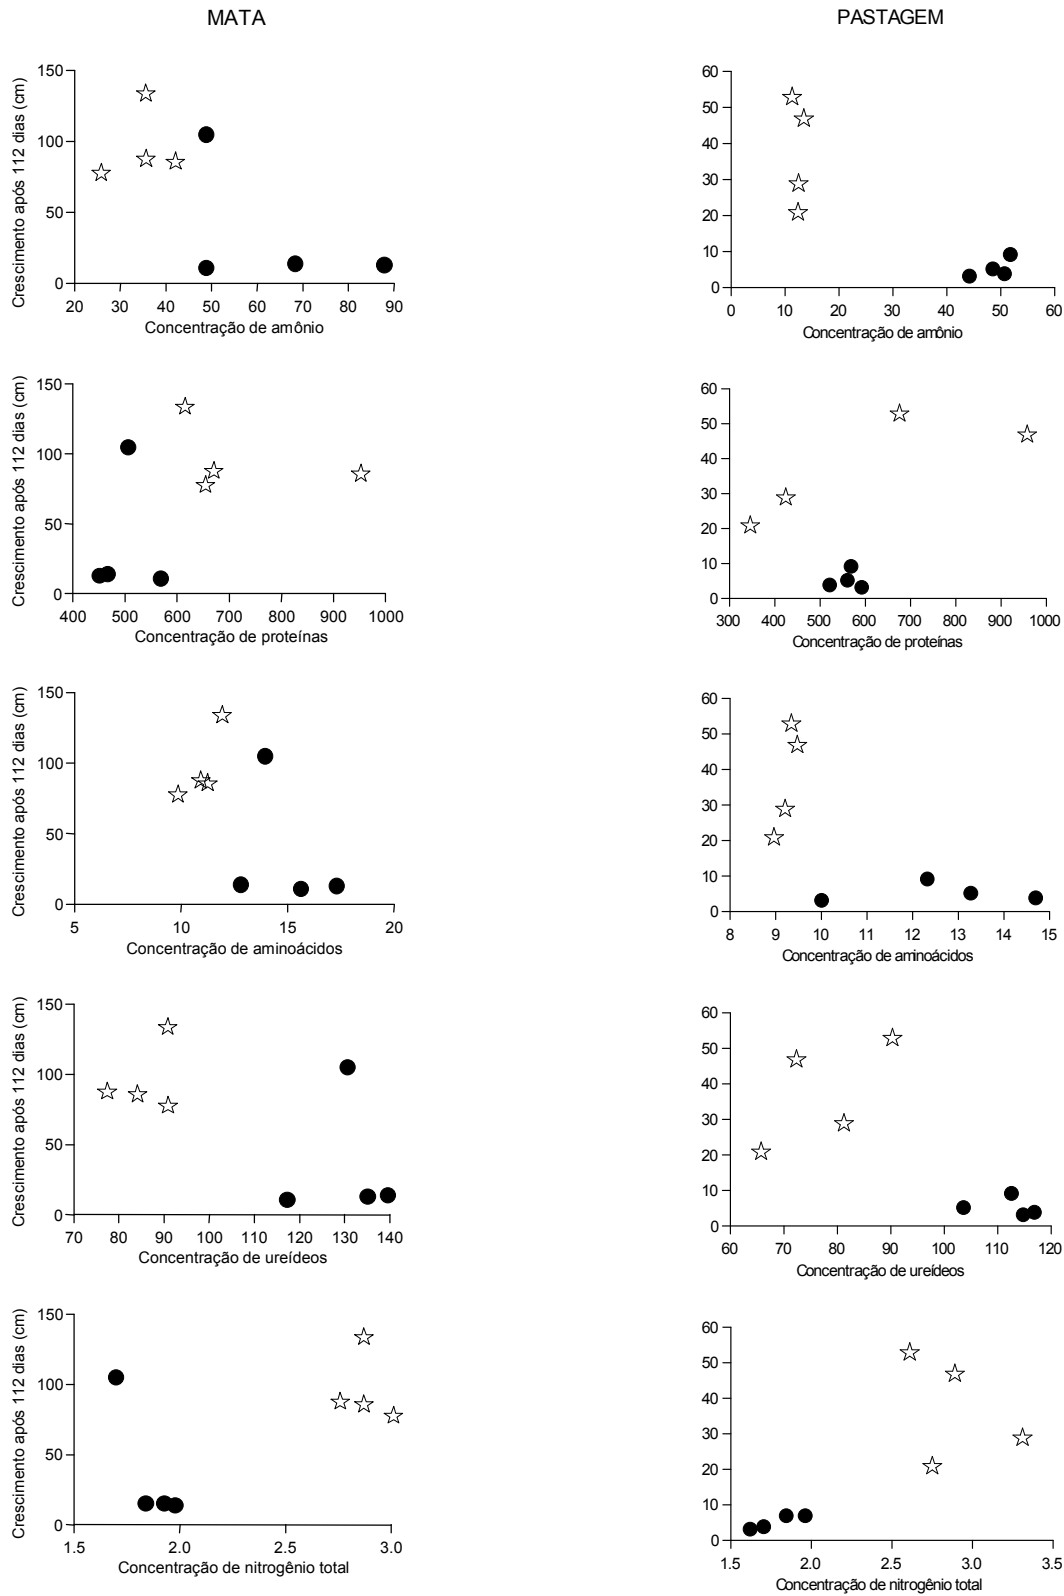 MATA
PASTAGEM
Crescimento após 112 dias (cm)
150
100
50
0
20 30 40 50 60 70 80 90
Concentração de amônio
60
50
40
30
20
10
0
0 10 20 30 40 50 60
Concentração de amônio
Crescimento após 112 dias (cm)
150
100
50
0
400 500 600 700 800 900 1000
Concentração de proteínas
60
50
40
30
20
10
0
300 400 500 600 700 800 900 1000
Concentração de proteínas
Crescimento após 112 dias (cm)
150
100
50
0
5 10 15 20
Concentração de aminoácidos
60
50
40
30
20
10
0
8 9 10 11 12 13 14 15
Concentração de aminoácidos
Crescimento após 112 dias (cm)
150
100
50
0
70 80 90 100 110 120 130 140
Concentração de ureídeos
60
50
40
30
20
10
0
60 70 80 90 100 110 120
Concentração de ureídeos
Crescimento após 112 dias (cm)
150
100
50
0
1.5 2.0 2.5 3.0
Concentração de nitrogênio total
60
50
40
30
20
10
0
1.5 2.0 2.5 3.0 3.5
Concentração de nitrogênio total